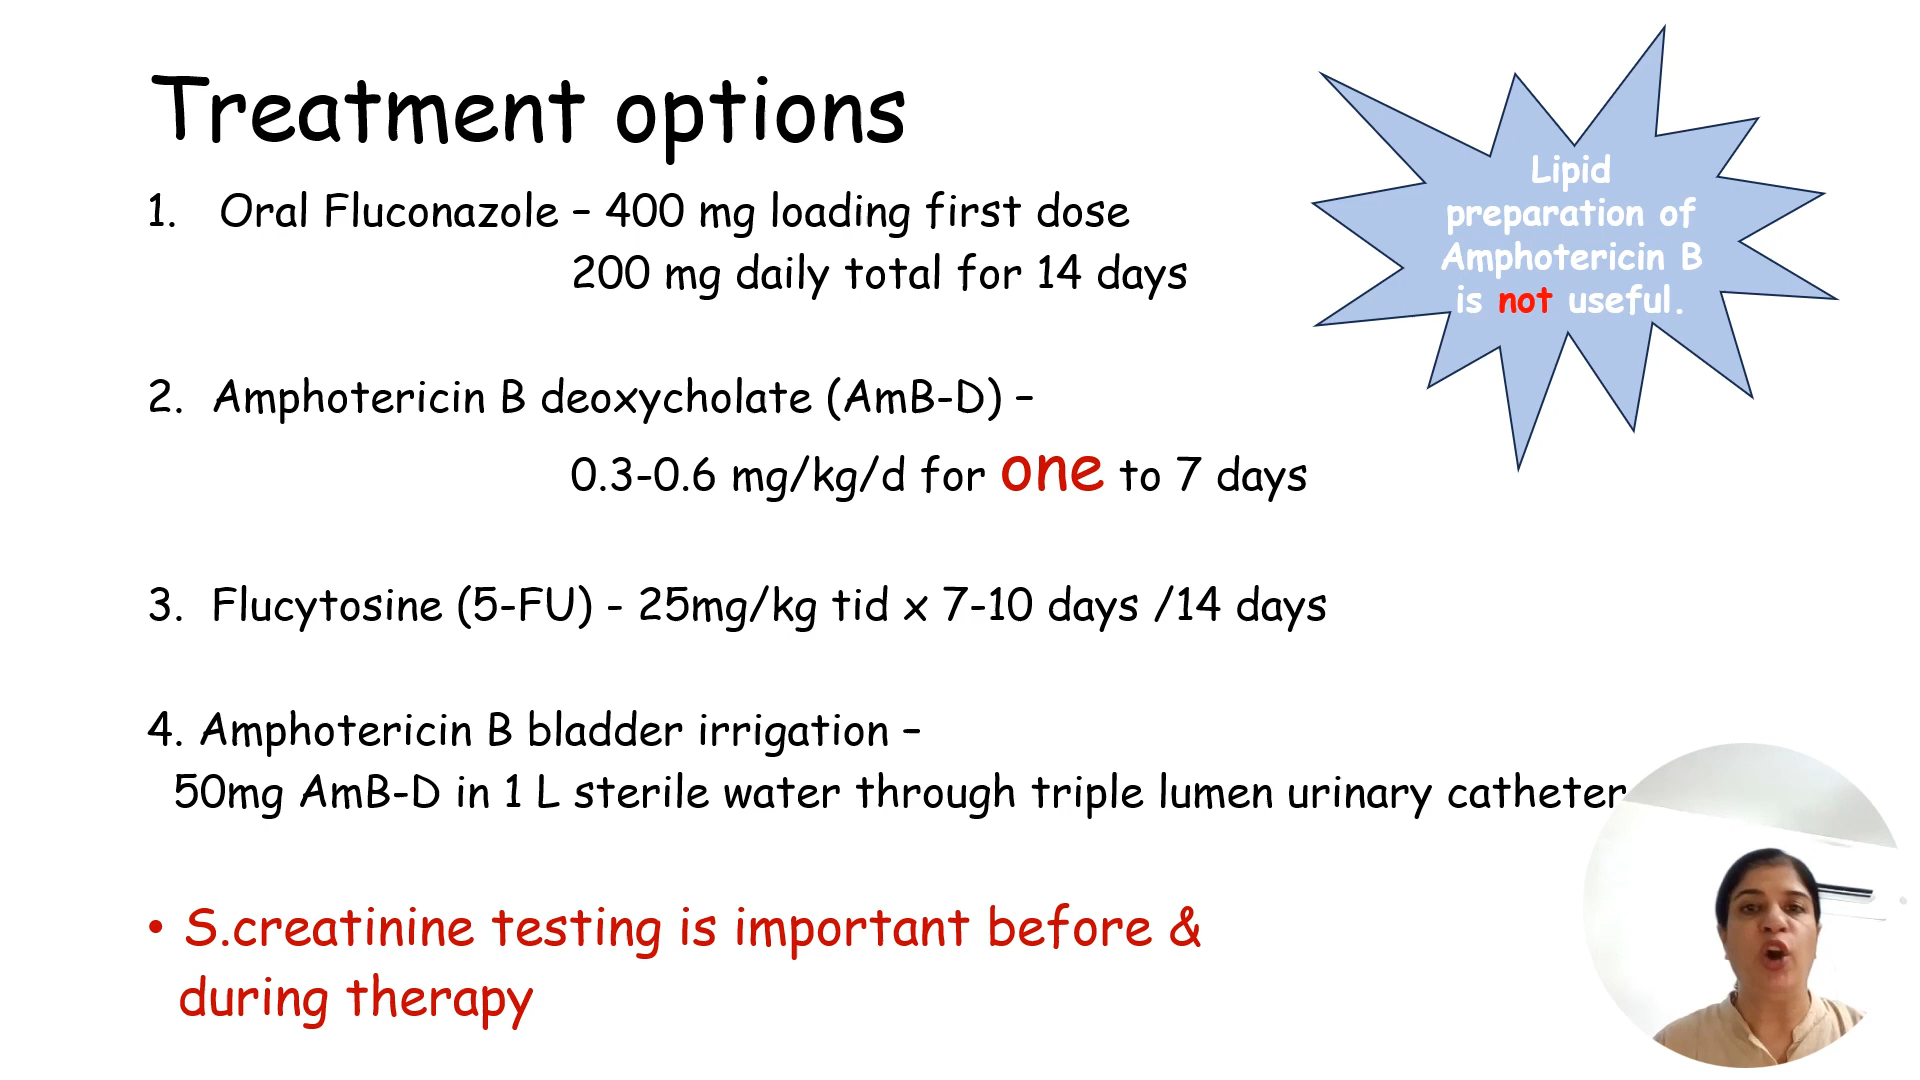 Treatment options
Lipid
preparation of
Amphotericin B
is not useful.
1. Oral Fluconazole – 400 mg loading first dose
200 mg daily total for 14 days
2. Amphotericin B deoxycholate (AmB-D) –
0.3-0.6 mg/kg/d for one to 7 days
3. Flucytosine (5-FU) - 25mg/kg tid x 7-10 days /14 days
4. Amphotericin B bladder irrigation –
50mg AmB-D in 1 L sterile water through triple lumen urinary catheter
• S.creatinine testing is important before &
during therapy